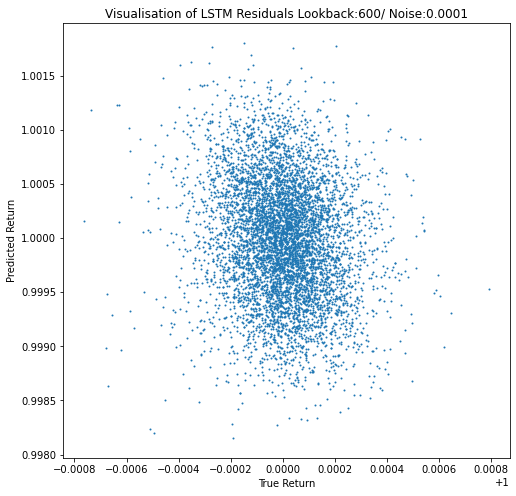 Visualisation of LSTM Residuals Lookback:600/ Noise:0.0001
Predicted Return
1.0015
1.0010
1.0005
1.0000
0.9995
0.9990
0.9985
0.9980
−0.0008 −0.0006 −0.0004 −0.0002 0.0000 0.0002 0.0004 0.0006 0.0008
+1
True Return